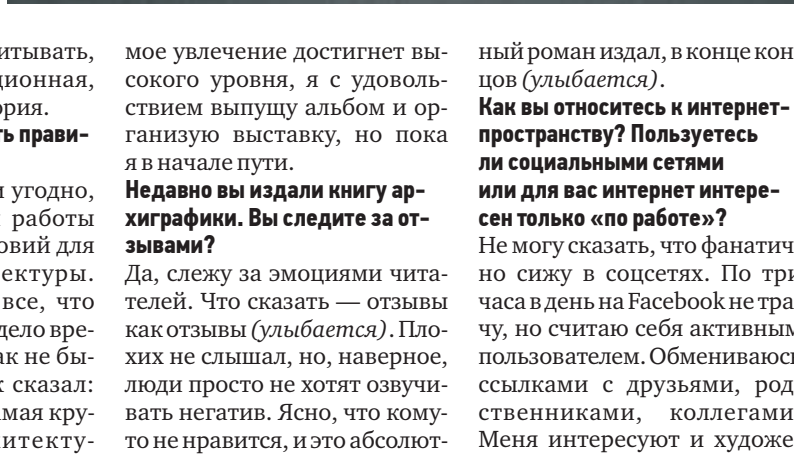 итывать,
ционная,
ория.
ть прави-
и угодно,
и работы
овий для
ектуры.
все, что
дело вре-
ак не бы-
х сказал:
амая кру-
итекту-
мое увлечение достигнет вы-
сокого уровня, я с удоволь-
ствием выпущу альбом и ор-
ганизую выставку, но пока
я в начале пути.
Недавно вы издали книгу ар-
хиграфики. Вы следите за от-
зывами?
Да, слежу за эмоциями чита-
телей. Что сказать — отзывы
как отзывы (улыбается). Пло-
хих не слышал, но, наверное,
люди просто не хотят озвучи-
вать негатив. Ясно, что кому-
то не нравится, и это абсолют-
ный роман издал, в конце кон
цов (улыбается).
Как вы относитесь к интернет-
пространству? Пользуетесь
ли социальными сетями
или для вас интернет интере-
сен только «по работе»?
Не могу сказать, что фанатич
но сижу в соцсетях. По три
часа в день на Facebook не тра
чу, но считаю себя активным
пользователем. Обмениваюсь
ссылками с друзьями, род
ственниками, коллегами
Меня интересуют и художе